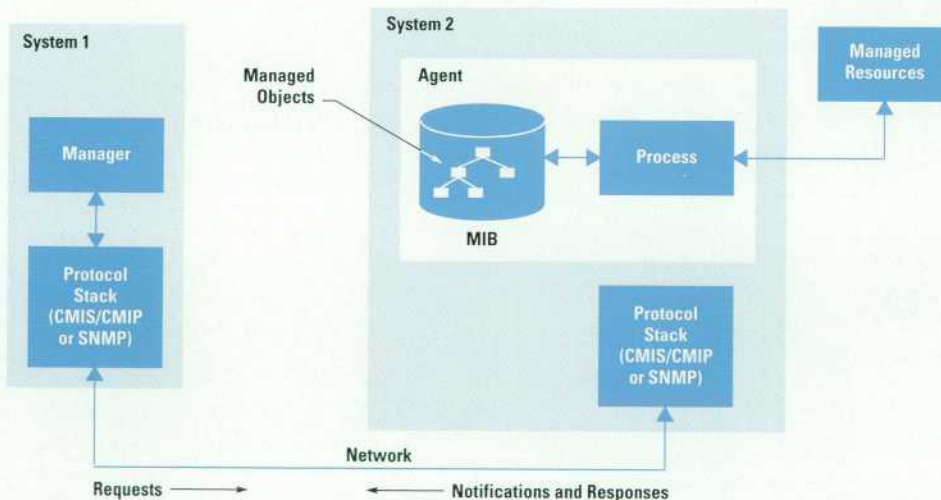 System 1
Manager
Protocol
Stack
(CMIS/CMIP
or SNMP)
System 2
Agent
Managed
Objects
MIB
Process
Managed
Resources
Protocol
Stack
(CMIS/CMIP
or SNMP)
Network
Requests
Notifications and Responses